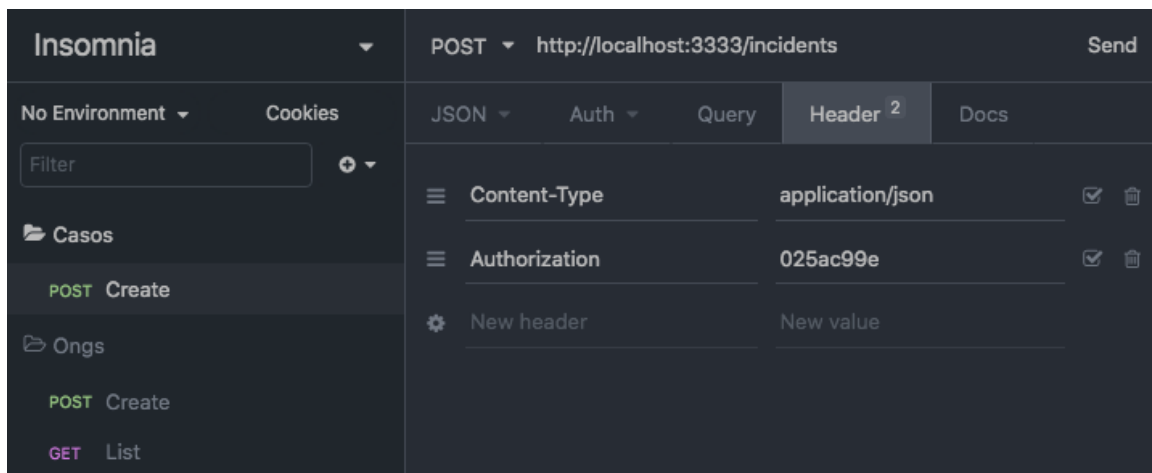 Insomnia
No Environment
Cookies
Filter
Casos
POST Create
Ongs
POST Create
GET List
POST http://localhost:3333/incidents Send
JSON Auth Query Header 2 Docs
Content-Type application/json
Authorization 025ac99e
New header New value